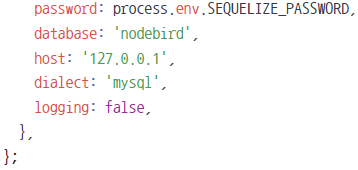 password: process.env.SEQUELIZE_PASSWORD,
database: 'nodebird',
host: '127.0.0.1',
dialect: 'mysql',
logging: false,
},
};